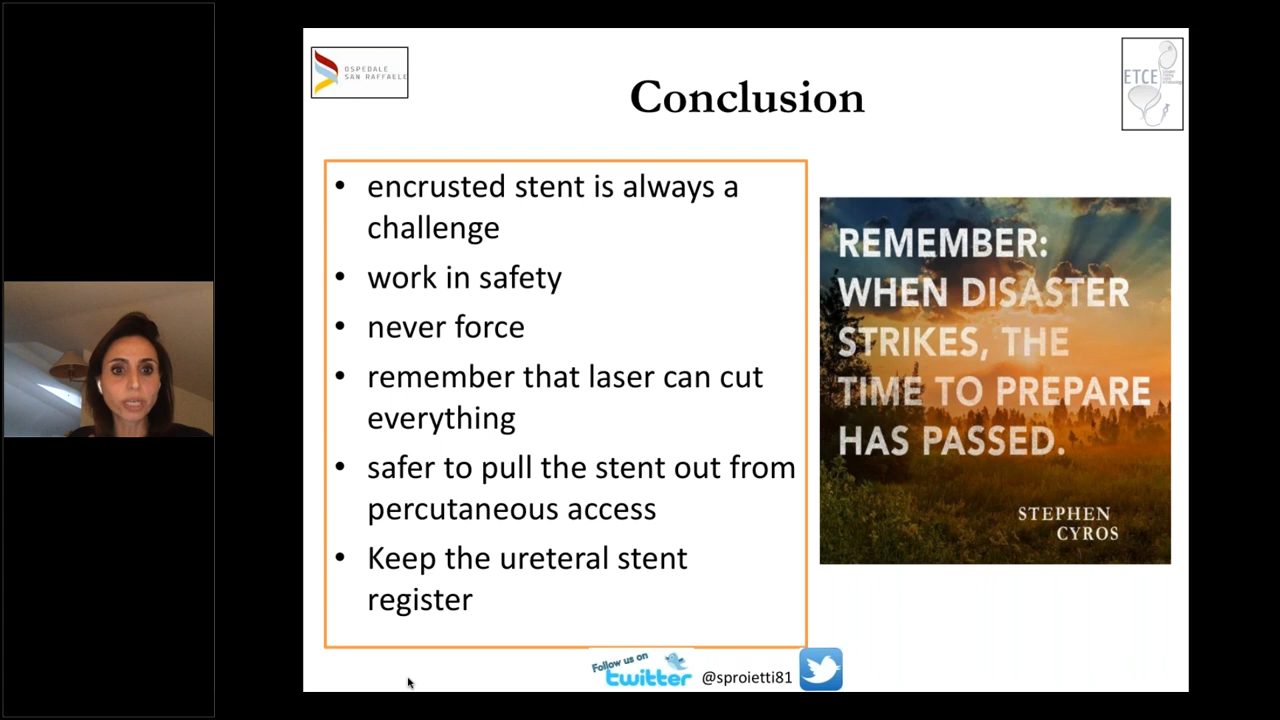 OSPEDALE
SAN RAFFAELE
ETCE
Conclusion
• encrusted stent is always a
challenge
• work in safety
• never force
• remember that laser can cut
everything
• safer to pull the stent out from
percutaneous access
• Keep the ureteral stent
register
REMEMBER:
WHEN DISASTER
STRIKES, THE
TIME TO PREPARE
HAS PASSED.
STEPHEN
CYROS
Follow us on
twitter
@sproietti81